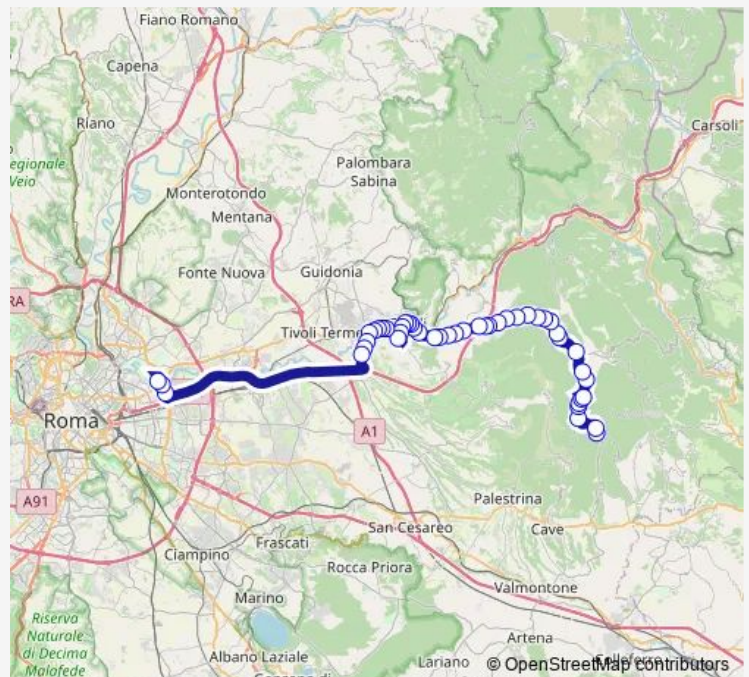 Fiano Romano
Capena
Riano
Carsoli
egionale
Veio
Palombara
Sabina
Monterotondo
Mentana
Fonte Nuova
Guidonia
RA
Tivoli Terme
Roma
A1
A91
Palestrina
San Cesareo
Cave
Ciampino
Frascati
Rocca Priora
Valmontone
Marino
Riserva
Naturale
di Decima
Malafede
Artena
Albano Laziale
Lariano
Colleferro
© OpenStreetMap contributors